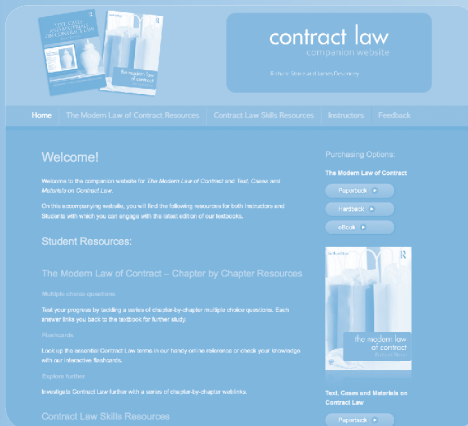 contract law
companion website
Home
The Modern Law of Contract Resources
Contract Law Skills Resources
Instructors
Feedback
Welcome!
Welcome to the companion website for The Modern Law of Contract and Text, Cases and
Materials on Contract Law.
On this accompanying website, you will find the following resources for both Instructors and
Students with which you can engage with the latest edition of our textbooks.
Student Resources:
The Modern Law of Contract – Chapter by Chapter Resources
Multiple choice questions
Test your progress by tackling a series of chapter-by-chapter multiple choice questions. Each
answer links you back to the textbook for further study.
Flashcards
Look up the essential Contract Law terms in our handy online reference or check your knowledge
with our interactive flashcards.
Explore further
Investigate Contract Law further with a series of chapter-by-chapter weblinks.
Contract Law Skills Resources
Purchasing Options:
The Modern Law of Contract
Paperback
Hardback
eBook
R
the modern law
of contract
Text, Cases and Materials on
Contract Law
Paperback